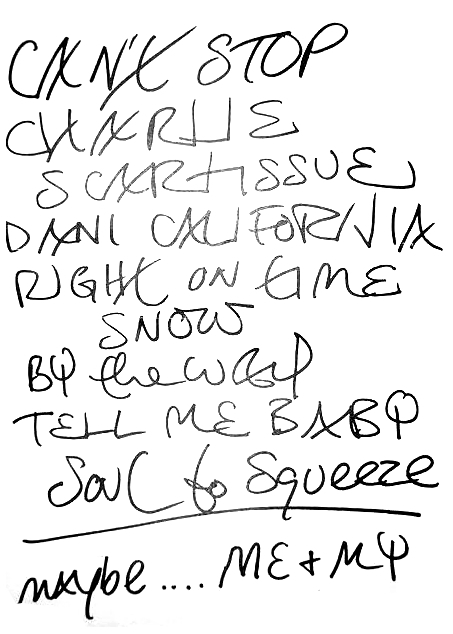 CAN'T STOP
CHARLIE
SCARTISSUE
DANI CALIFORNIA
RIGHT ON TIME
SNOW
BY the WAY
TELL ME BABY
Soul to Squeeze
maybe .... ME + MY